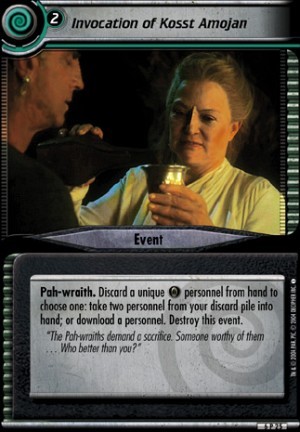 2
Invocation of Kosst Amojan
Event
Pah-wraith. Discard a unique personnel from hand to
choose one: take two personnel from your discard pile into
hand; or download a personnel. Destroy this event.
"The Pah-wraiths demand a sacrifice. Someone worthy of them
. . . Who better than you?"
5 P 25